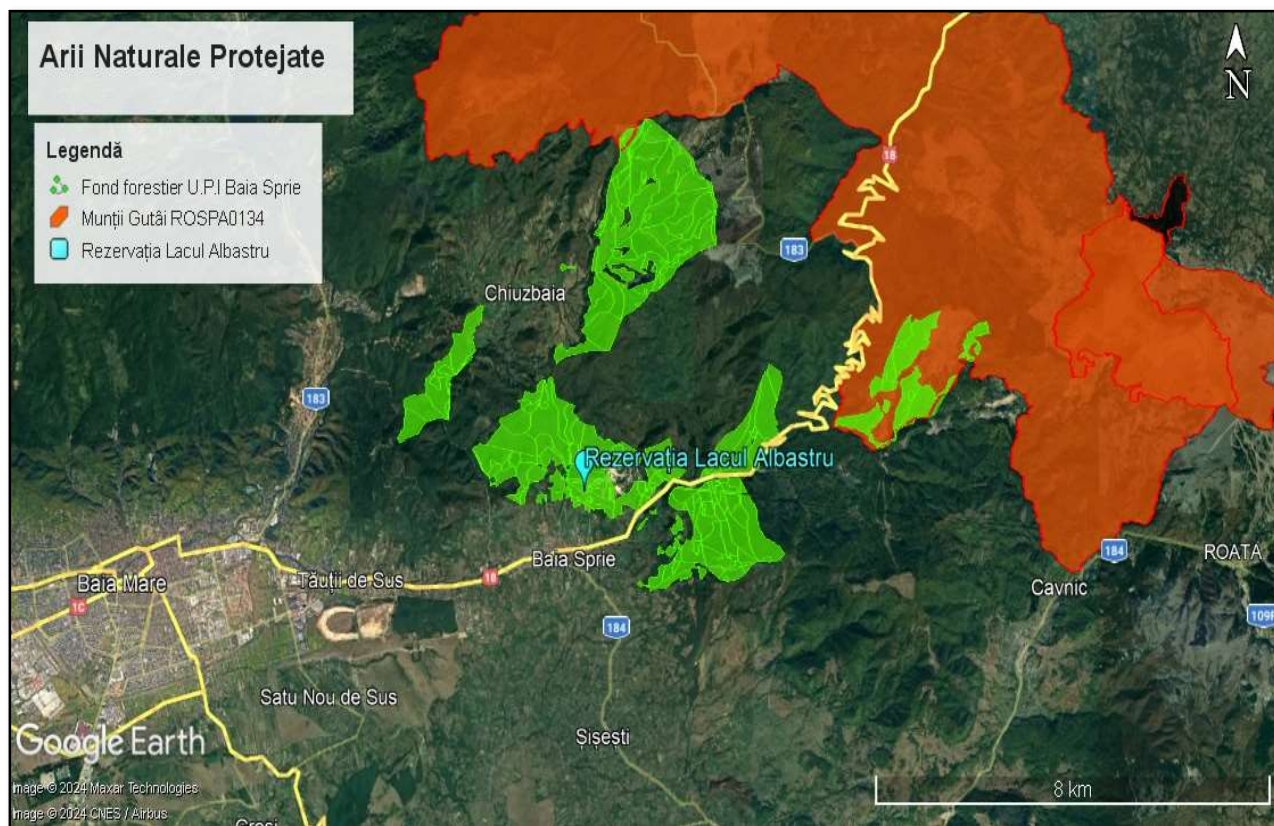 Arii Naturale Protejate
N
Legendă
Fond forestier U.P.I Baia Sprie
Munții Gutâi ROSPA0134
Rezervația Lacul Albastru
18
183
Chiuzbaia
183
Rezervația Lacul Albastru
Baia Sprie
184
ROATA
Baia Mare
Tăuții de Sus
18
Cavnic
1C
184
109F
Satu Nou de Sus
Șișești
Google Earth
Image © 2024 Maxar Technologies
8 km
Image © 2024 CNES / Airbus